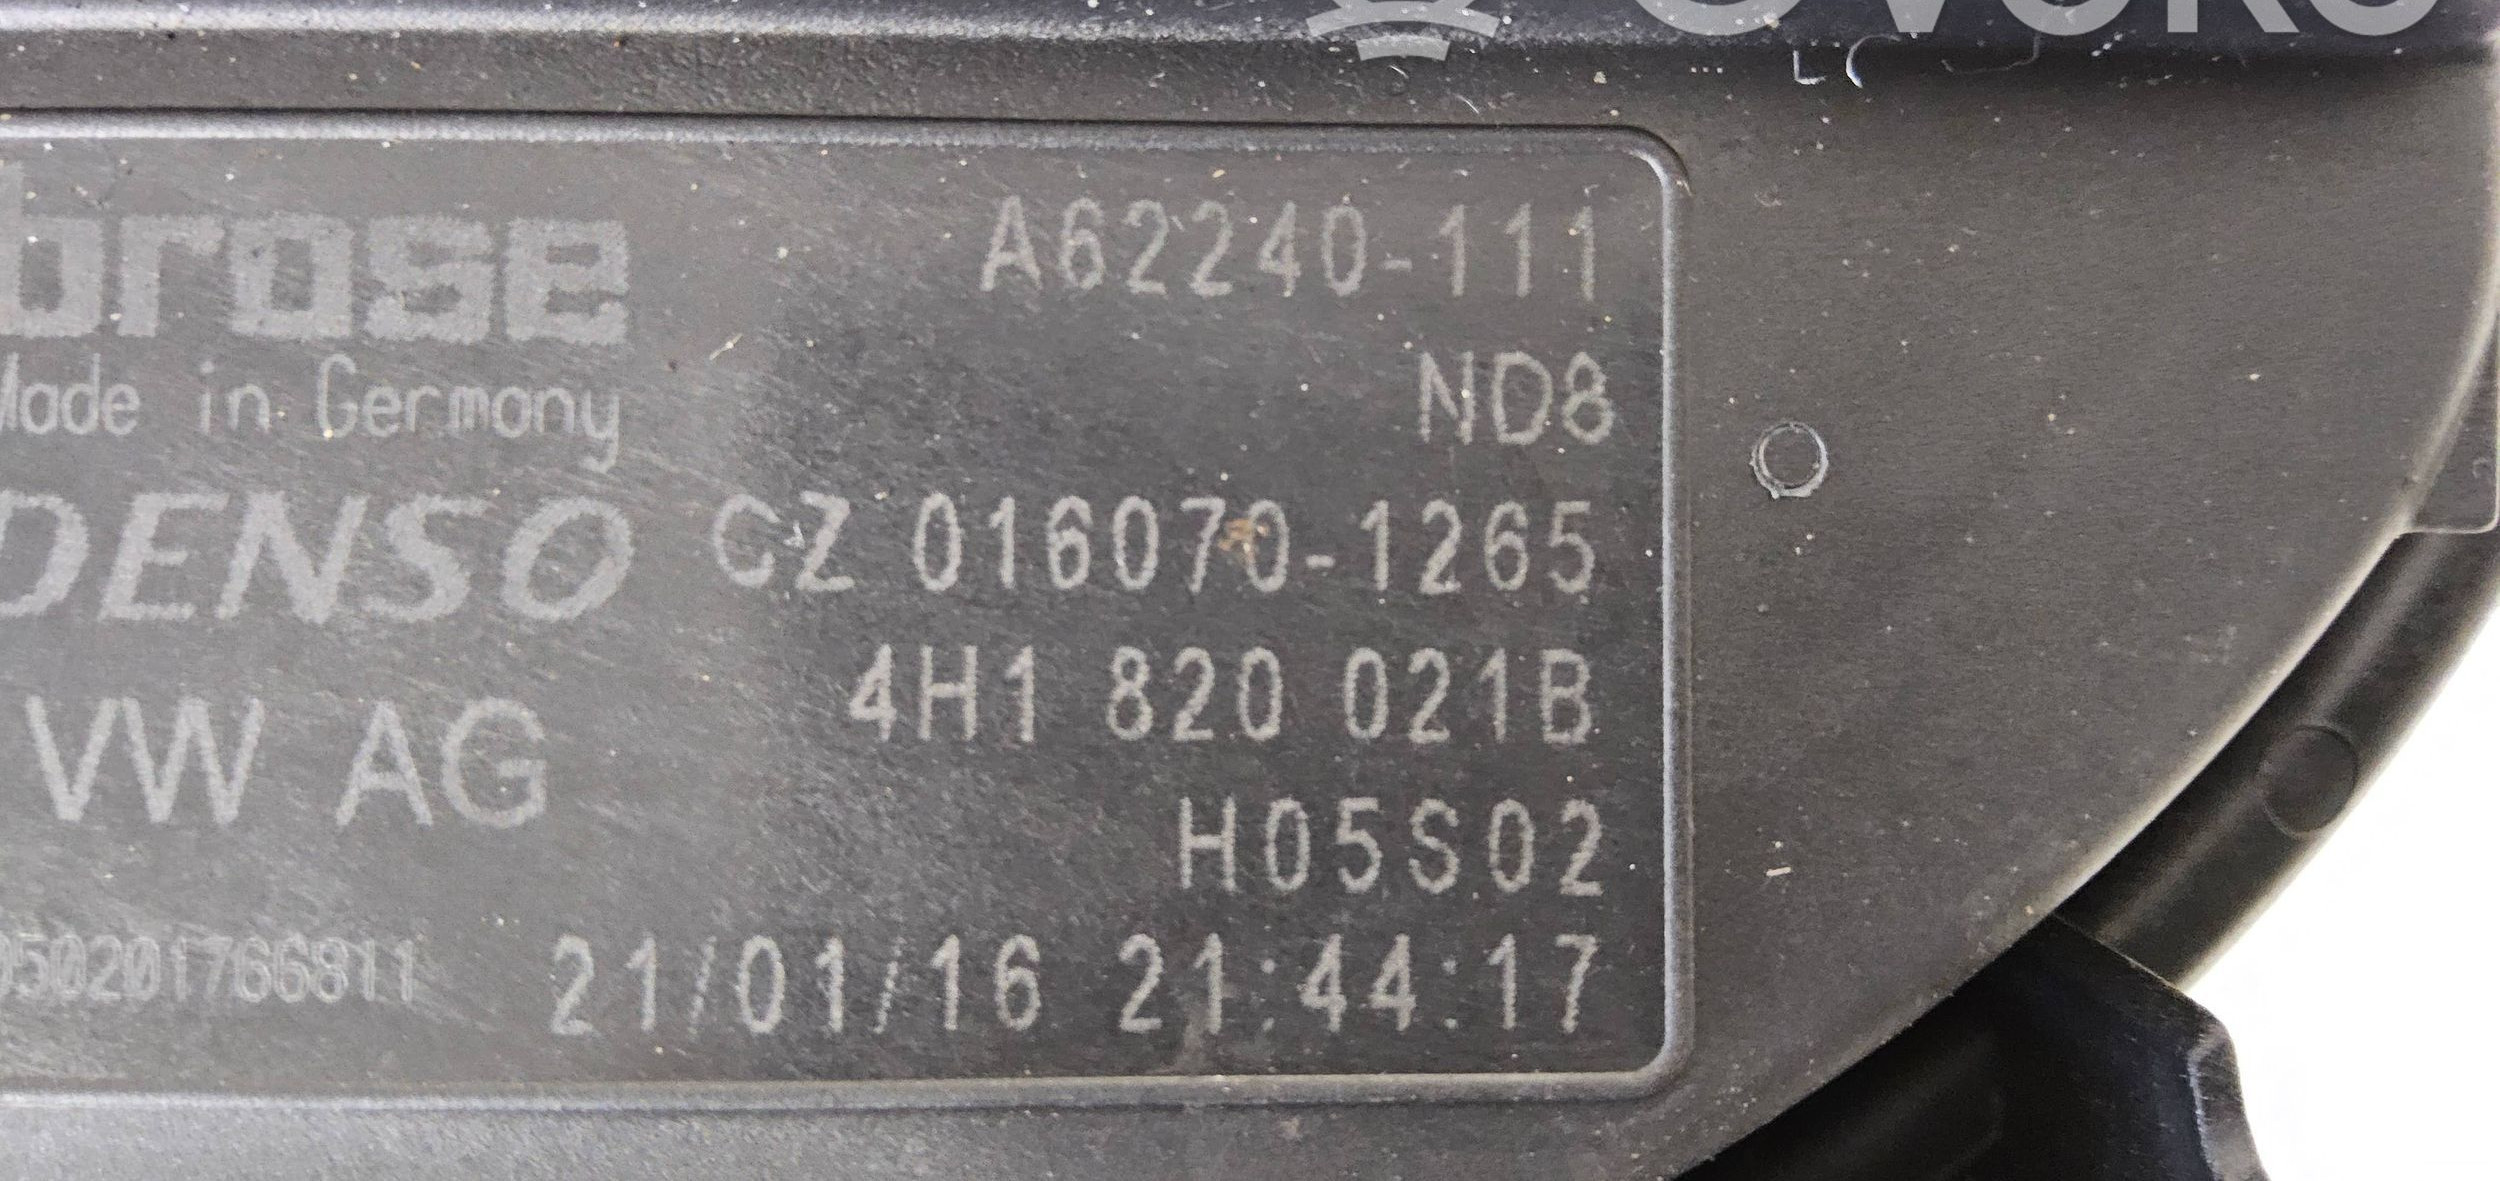 brose A62240-111
Made in Germany ND8
DENSO CZ 016070-1265
4H1 820 021B
VW AG
H05S02
050201766811 21/01/16 21:44:17